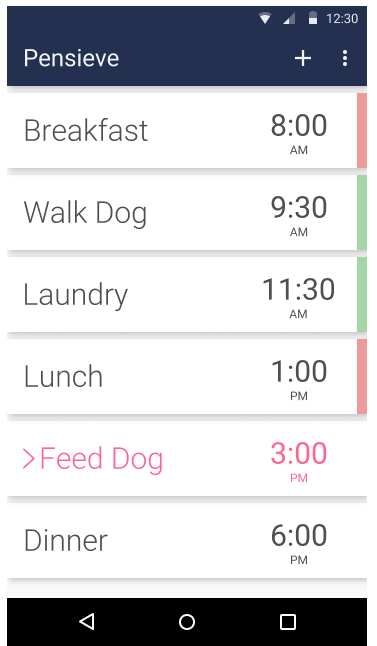 12:30
Pensieve
Breakfast 8:00
AM
Walk Dog 9:30
AM
Laundry 11:30
AM
Lunch 1:00
PM
>Feed Dog 3:00
PM
Dinner 6:00
PM